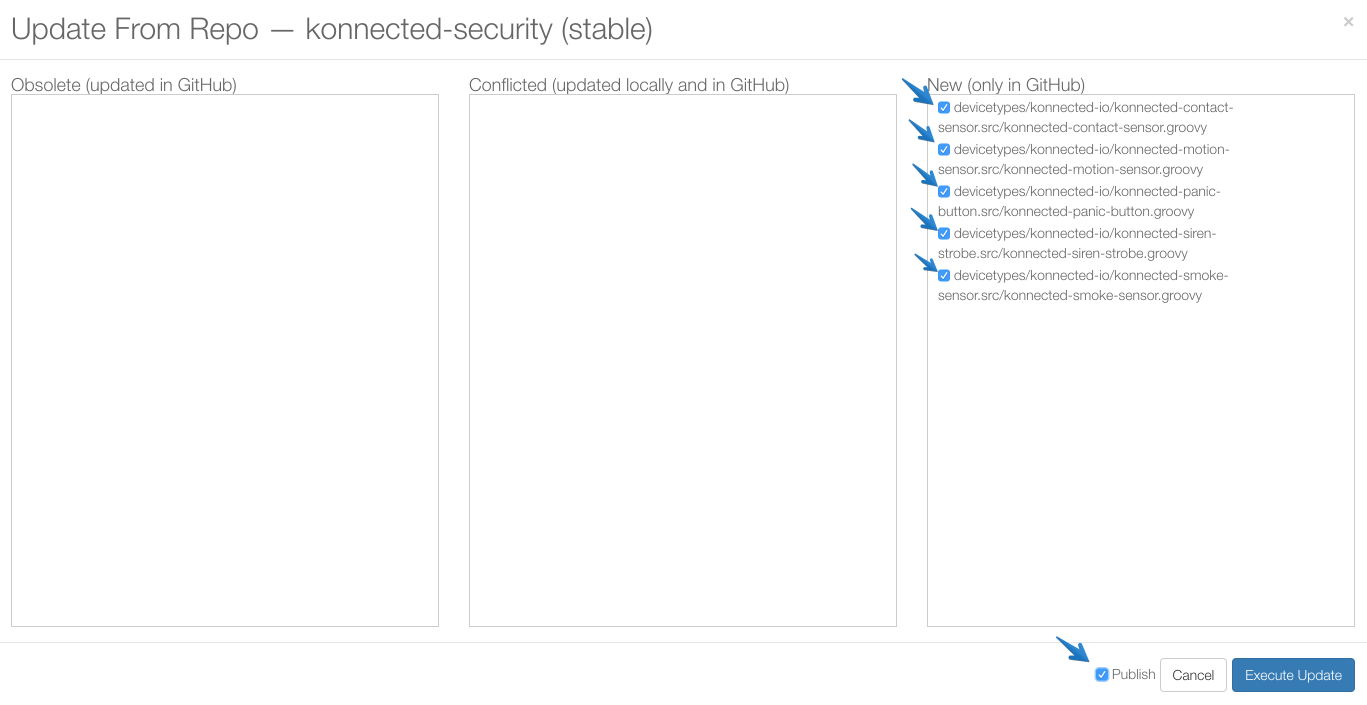 Update From Repo — konnected-security (stable)
×
Obsolete (updated in GitHub)
Conflicted (updated locally and in GitHub)
New (only in GitHub)
devicetypes/konnected-io/konnected-contact-
sensor.src/konnected-contact-sensor.groovy
devicetypes/konnected-io/konnected-motion-
sensor.src/konnected-motion-sensor.groovy
devicetypes/konnected-io/konnected-panic-
button.src/konnected-panic-button.groovy
devicetypes/konnected-io/konnected-siren-
strobe.src/konnected-siren-strobe.groovy
devicetypes/konnected-io/konnected-smoke-
sensor.src/konnected-smoke-sensor.groovy
Publish
Cancel
Execute Update